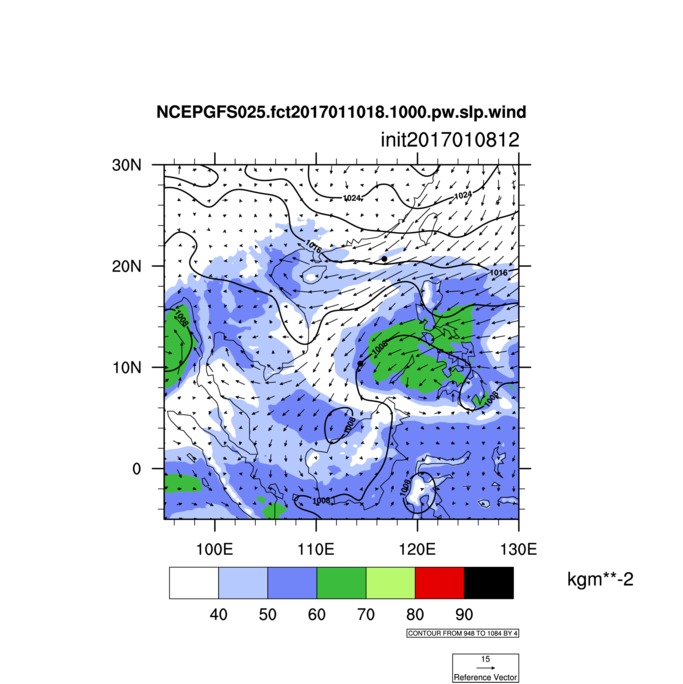 NCEPGFS025.fct2017011018.1000.pw.slp.wind
init2017010812
30N
1024
1024
1016
20N
1016
1008
1008
10N
1008
1008
0
1008
1008
100E 110E 120E 130E
kgm**-2
40 50 60 70 80 90
CONTOUR FROM 948 TO 1084 BY 4
15
Reference Vector